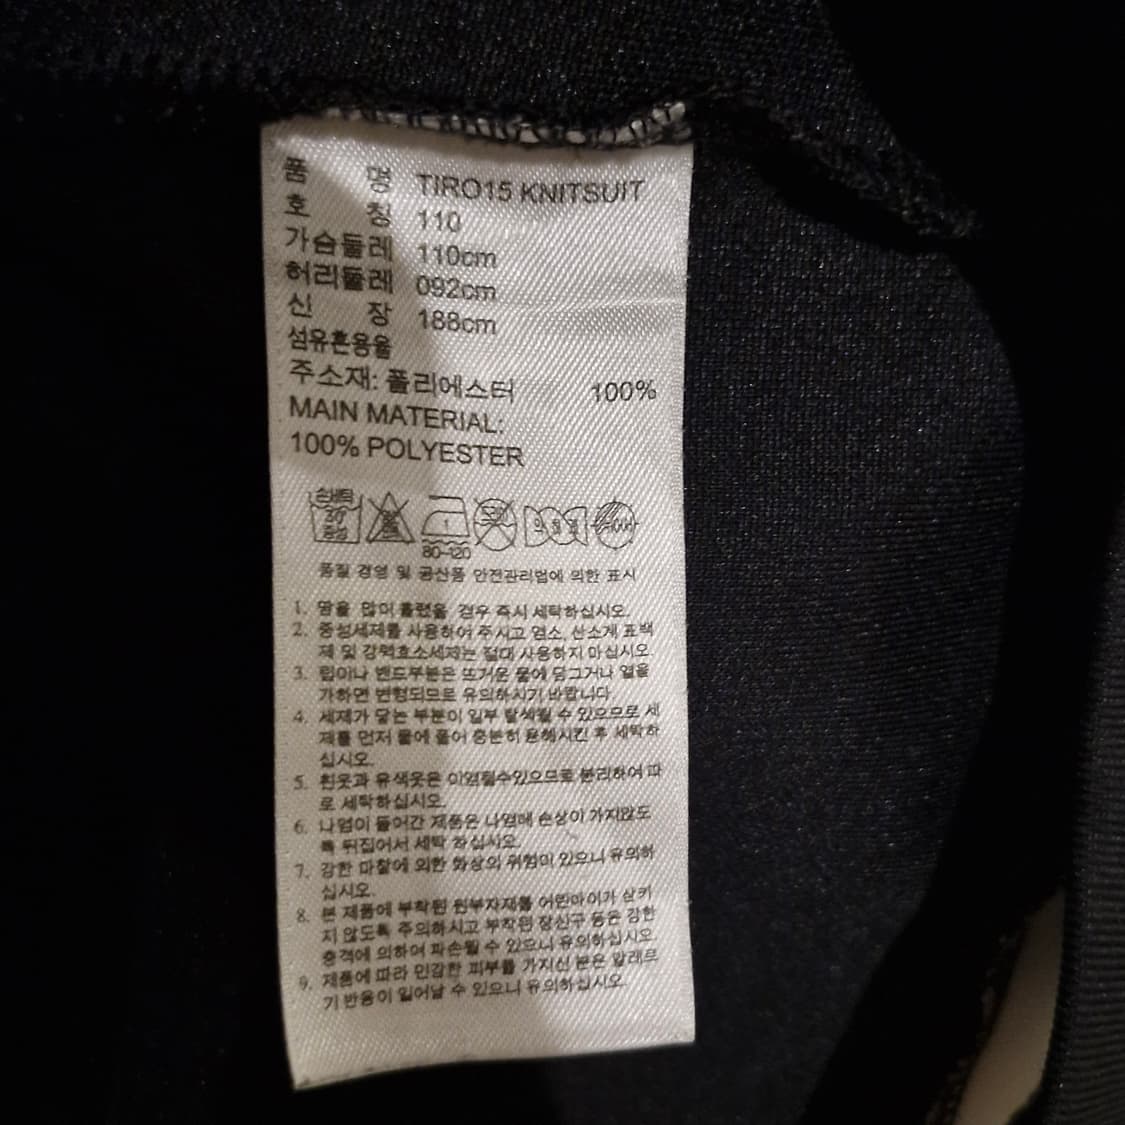 품 명 TIRO15 KNITSUIT
호 칭 110
가슴둘레 110cm
허리둘레 092cm
신 장 188cm
섬유혼용율
주소재: 폴리에스터 100%
MAIN MATERIAL:
100% POLYESTER
손세탁 30 중성 1 80-120
품질 경영 및 공산품 안전관리법에 의한 표시
1. 땀을 많이 흘렸을 경우 즉시 세탁하십시오.
2. 중성세제를 사용하여 주시고 염소, 산소계 표백
제 및 강력효소세제는 절대 사용하지 마십시오.
3. 립이나 밴드부분은 뜨거운 물에 담그거나 열을
가하면 변형되므로 유의하시기 바랍니다.
4. 세제가 닿는 부분이 일부 탈색될 수 있으므로 세
제를 먼저 물에 풀어 충분히 용해시킨 후 세탁하
십시오.
5. 흰옷과 유색옷은 이염될수있으므로 분리하여 따
로 세탁하십시오.
6. 나염이 들어간 제품은 나염에 손상이 가지않도
록 뒤집어서 세탁 하십시오.
7. 강한 마찰에 의한 화상의 위험이 있으니 유의하
십시오.
8. 본 제품에 부착된 원부자재를 어린아이가 삼키
지 않도록 주의하시고 부착된 장신구 등은 강한
충격에 의하여 파손될 수 있으니 유의하십시오.
9. 제품에 따라 민감한 피부를 가지신 분은 알레르
기 반응이 일어날 수 있으니 유의하십시오.